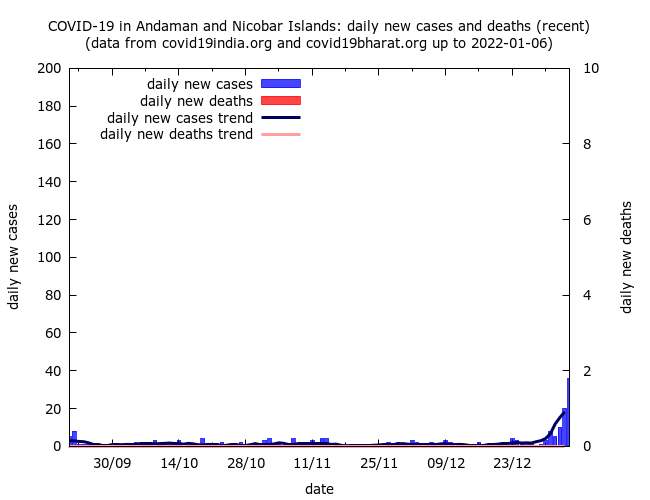 COVID-19 in Andaman and Nicobar Islands: daily new cases and deaths (recent)
(data from covid19india.org and covid19bharat.org up to 2022-01-06)
daily new cases
daily new deaths
daily new cases trend
daily new deaths trend
200
180
160
140
120
100
80
60
40
20
0
daily new cases
10
8
6
4
2
0
daily new deaths
30/09 14/10 28/10 11/11 25/11 09/12 23/12
date